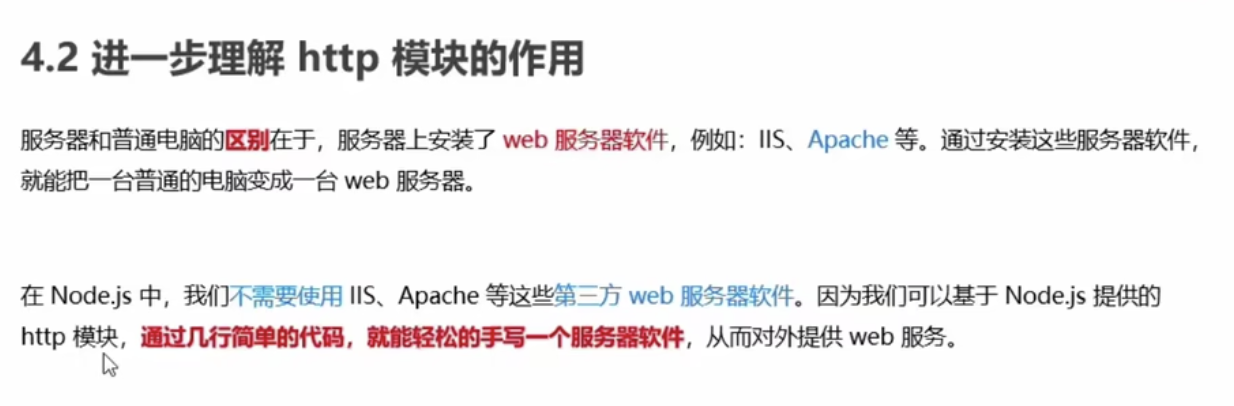 4.2 进一步理解 http 模块的作用
服务器和普通电脑的区别在于，服务器上安装了 web 服务器软件，例如：IIS、Apache 等。通过安装这些服务器软件，
就能把一台普通的电脑变成一台 web 服务器。
在 Node.js 中，我们不需要使用 IIS、Apache 等这些第三方 web 服务器软件。因为我们可以基于 Node.js 提供的
http 模块，通过几行简单的代码，就能轻松的手写一个服务器软件，从而对外提供 web 服务。